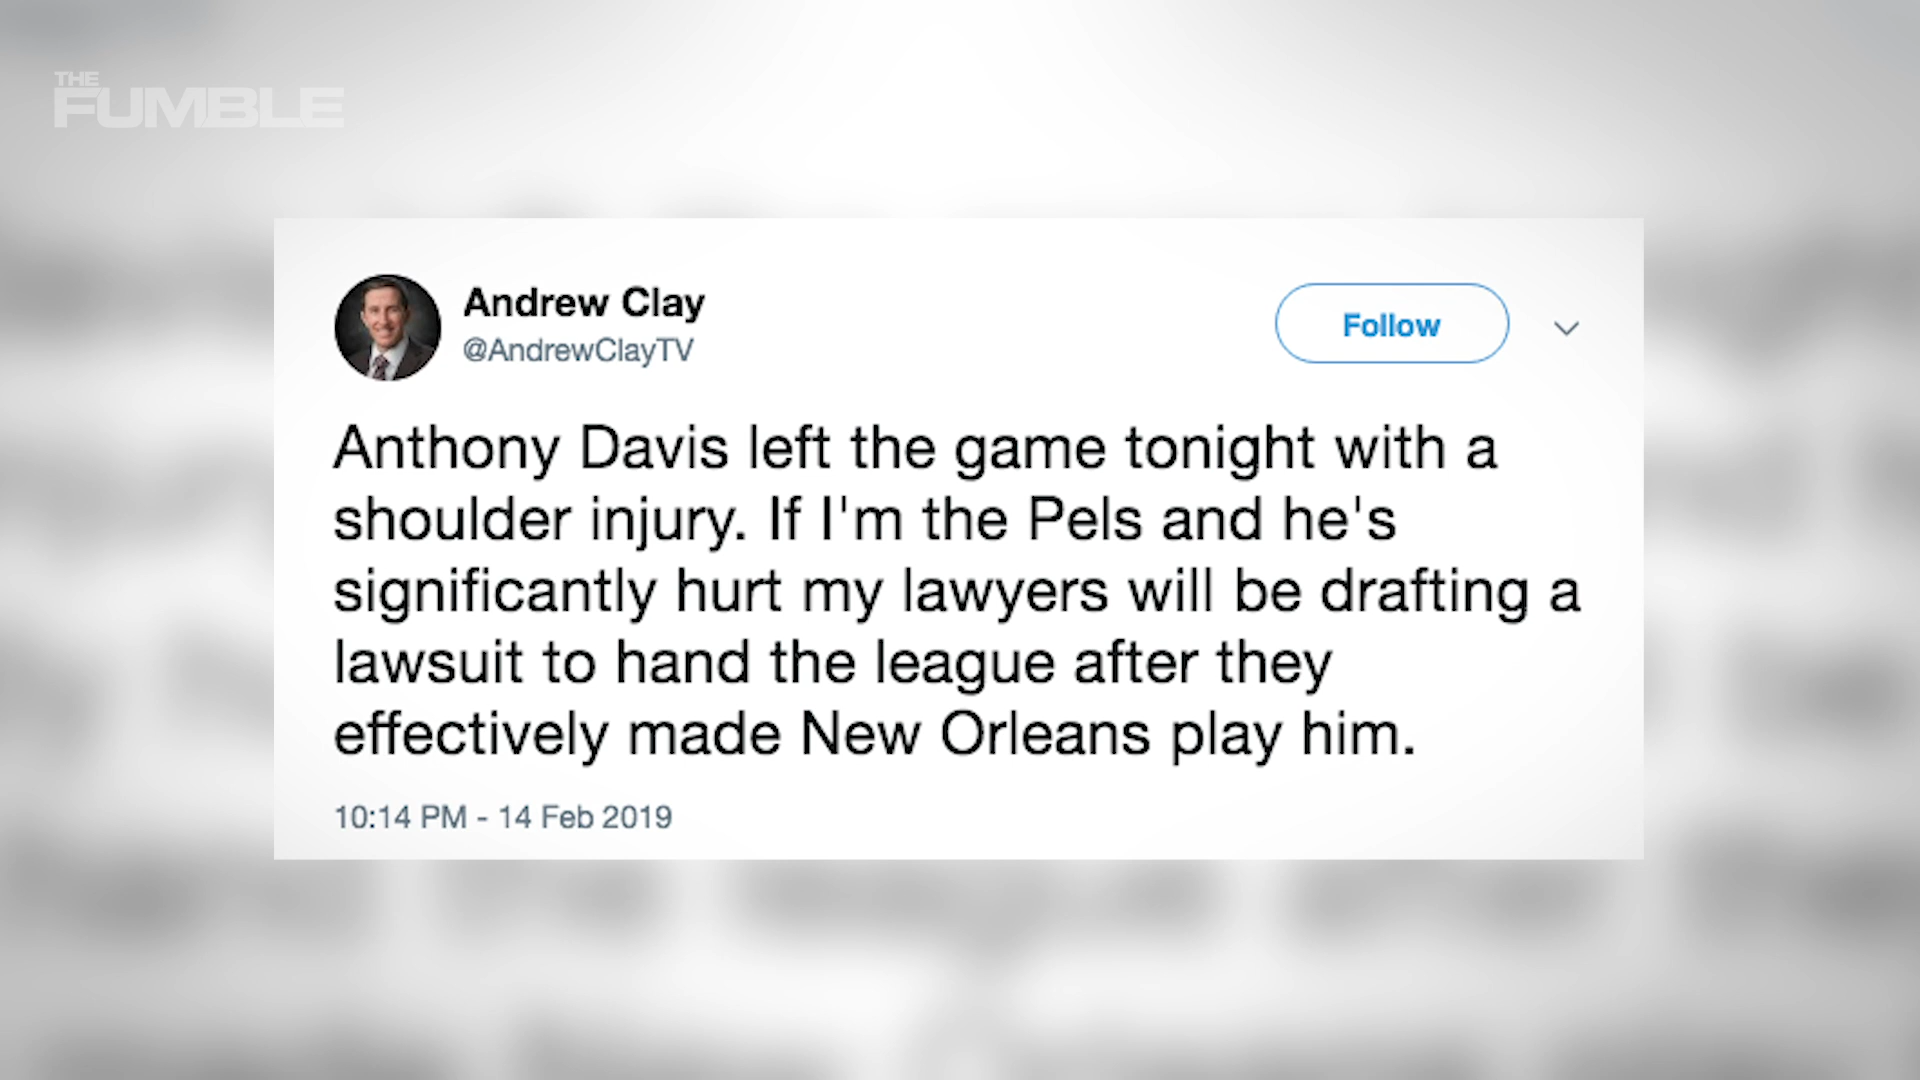 THE
FUMBLE
Andrew Clay
@AndrewClayTV
Follow
Anthony Davis left the game tonight with a
shoulder injury. If I'm the Pels and he's
significantly hurt my lawyers will be drafting a
lawsuit to hand the league after they
effectively made New Orleans play him.
10:14 PM - 14 Feb 2019